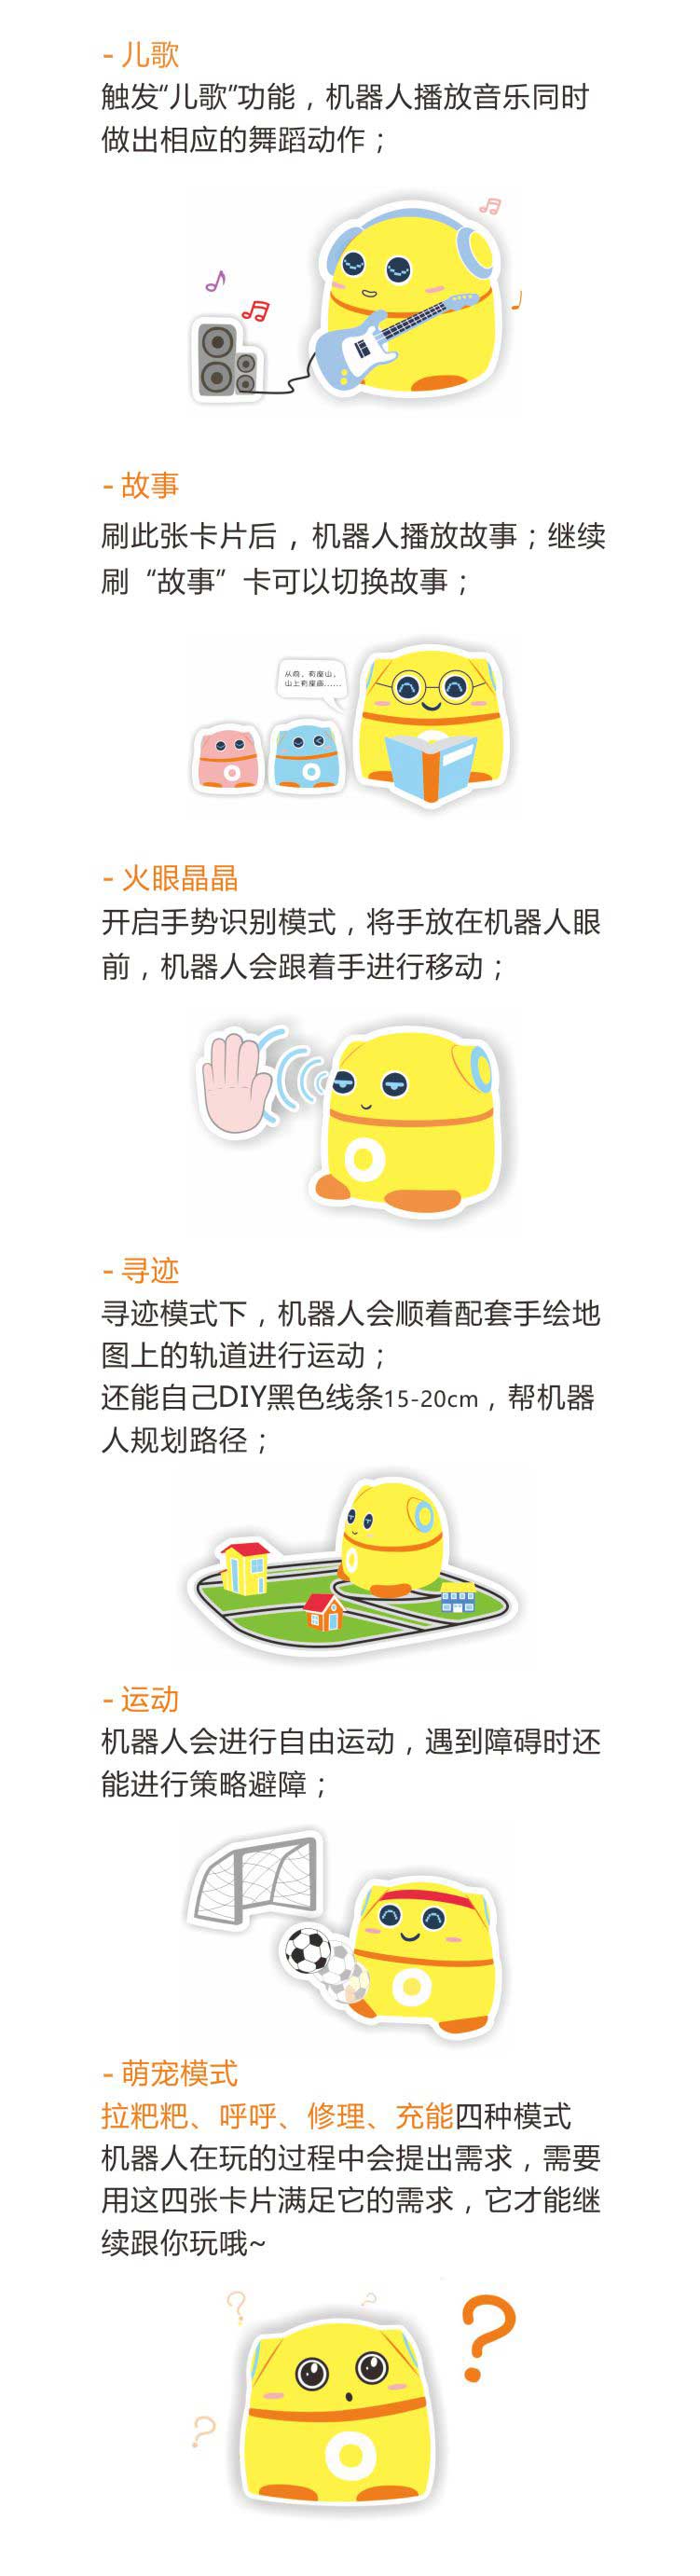 - 儿歌
触发“儿歌”功能，机器人播放音乐同时
做出相应的舞蹈动作；
- 故事
刷此张卡片后，机器人播放故事；继续
刷“故事”卡可以切换故事；
从前，有座山，
山上有座庙……
- 火眼晶晶
开启手势识别模式，将手放在机器人眼
前，机器人会跟着手进行移动；
- 寻迹
寻迹模式下，机器人会顺着配套手绘地
图上的轨道进行运动；
还能自己DIY黑色线条15-20cm，帮机器
人规划路径；
- 运动
机器人会进行自由运动，遇到障碍时还
能进行策略避障；
- 萌宠模式
拉粑粑、呼呼、修理、充能四种模式
机器人在玩的过程中会提出需求，需要
用这四张卡片满足它的需求，它才能继
续跟你玩哦~